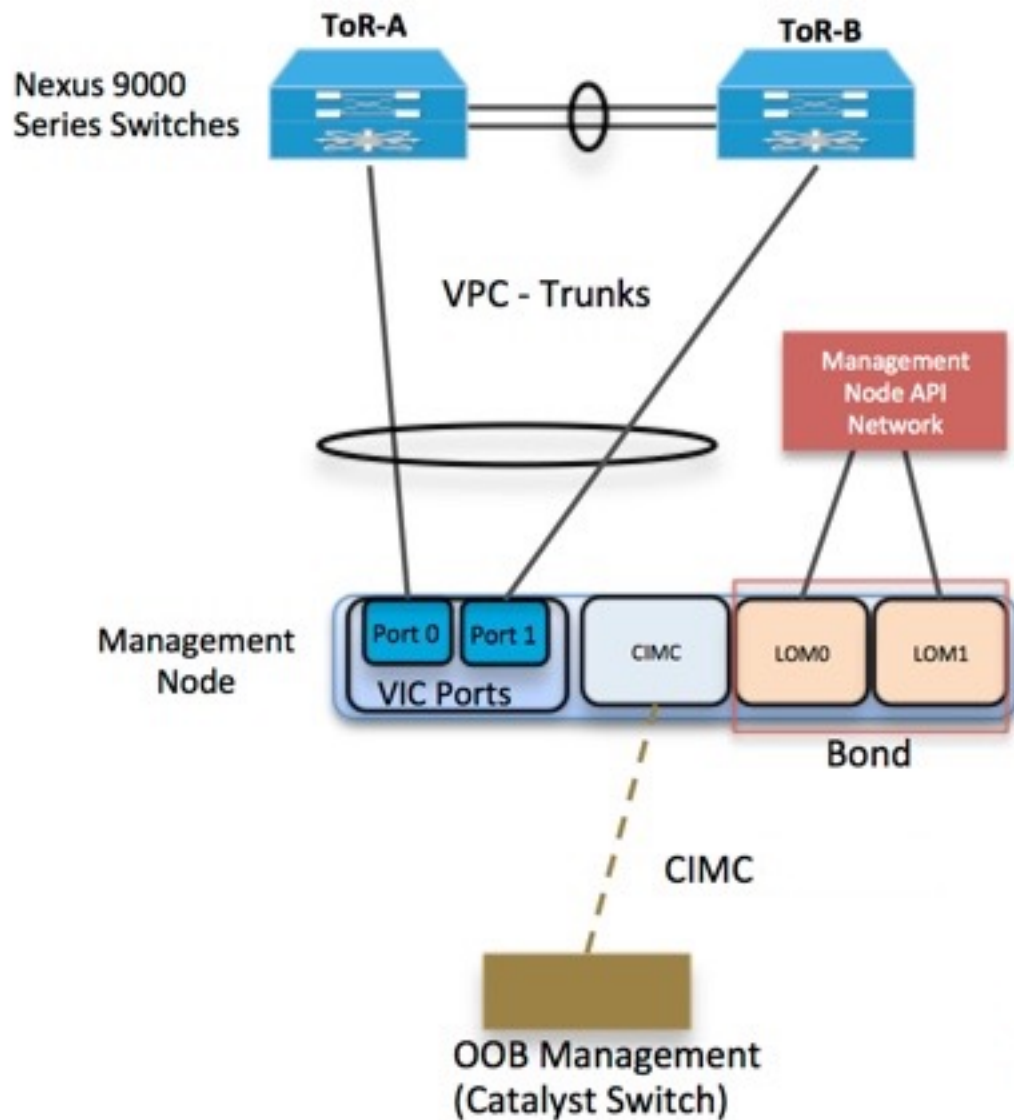 ToR-A
ToR-B
Nexus 9000
Series Switches
VPC - Trunks
Management
Node API
Network
Management
Node
Port 0
Port 1
VIC Ports
CIMC
LOM0
LOM1
Bond
CIMC
OOB Management
(Catalyst Switch)